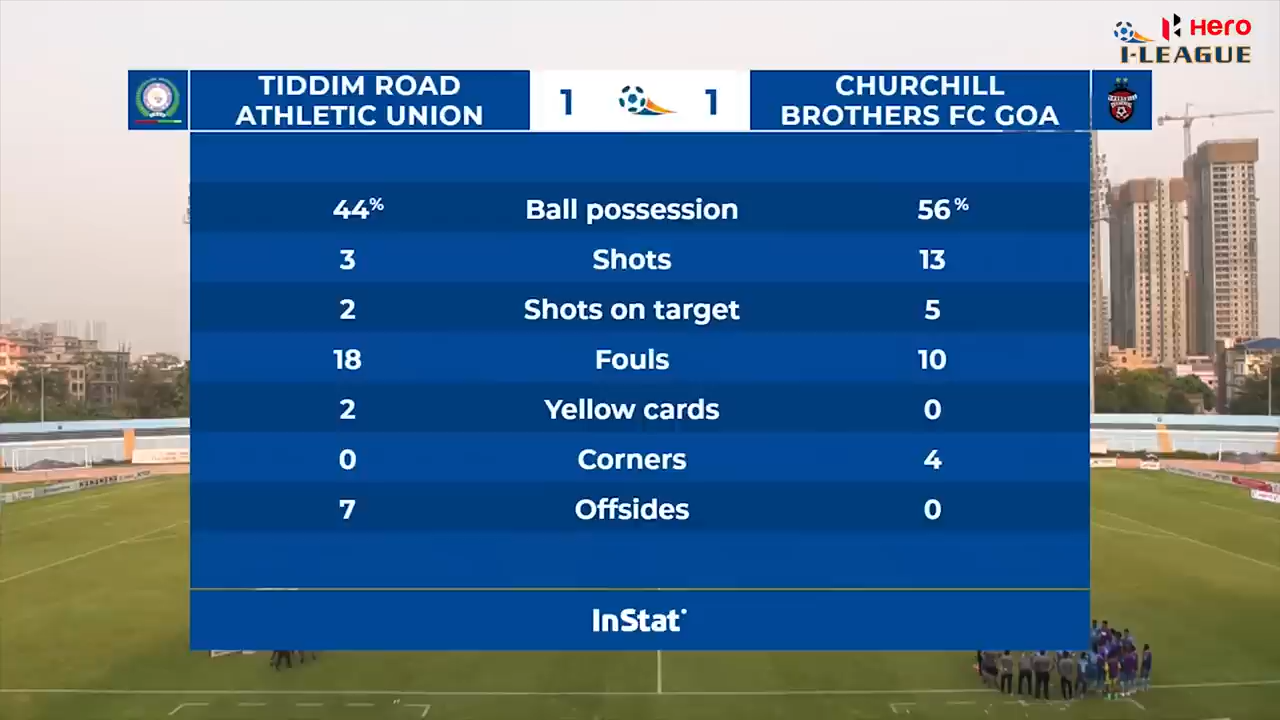 HERO
I-LEAGUE
TIDDIM ROAD
ATHLETIC UNION
1
1
CHURCHILL
BROTHERS FC GOA
44% Ball possession 56%
3 Shots 13
2 Shots on target 5
18 Fouls 10
2 Yellow cards 0
0 Corners 4
7 Offsides 0
InStat